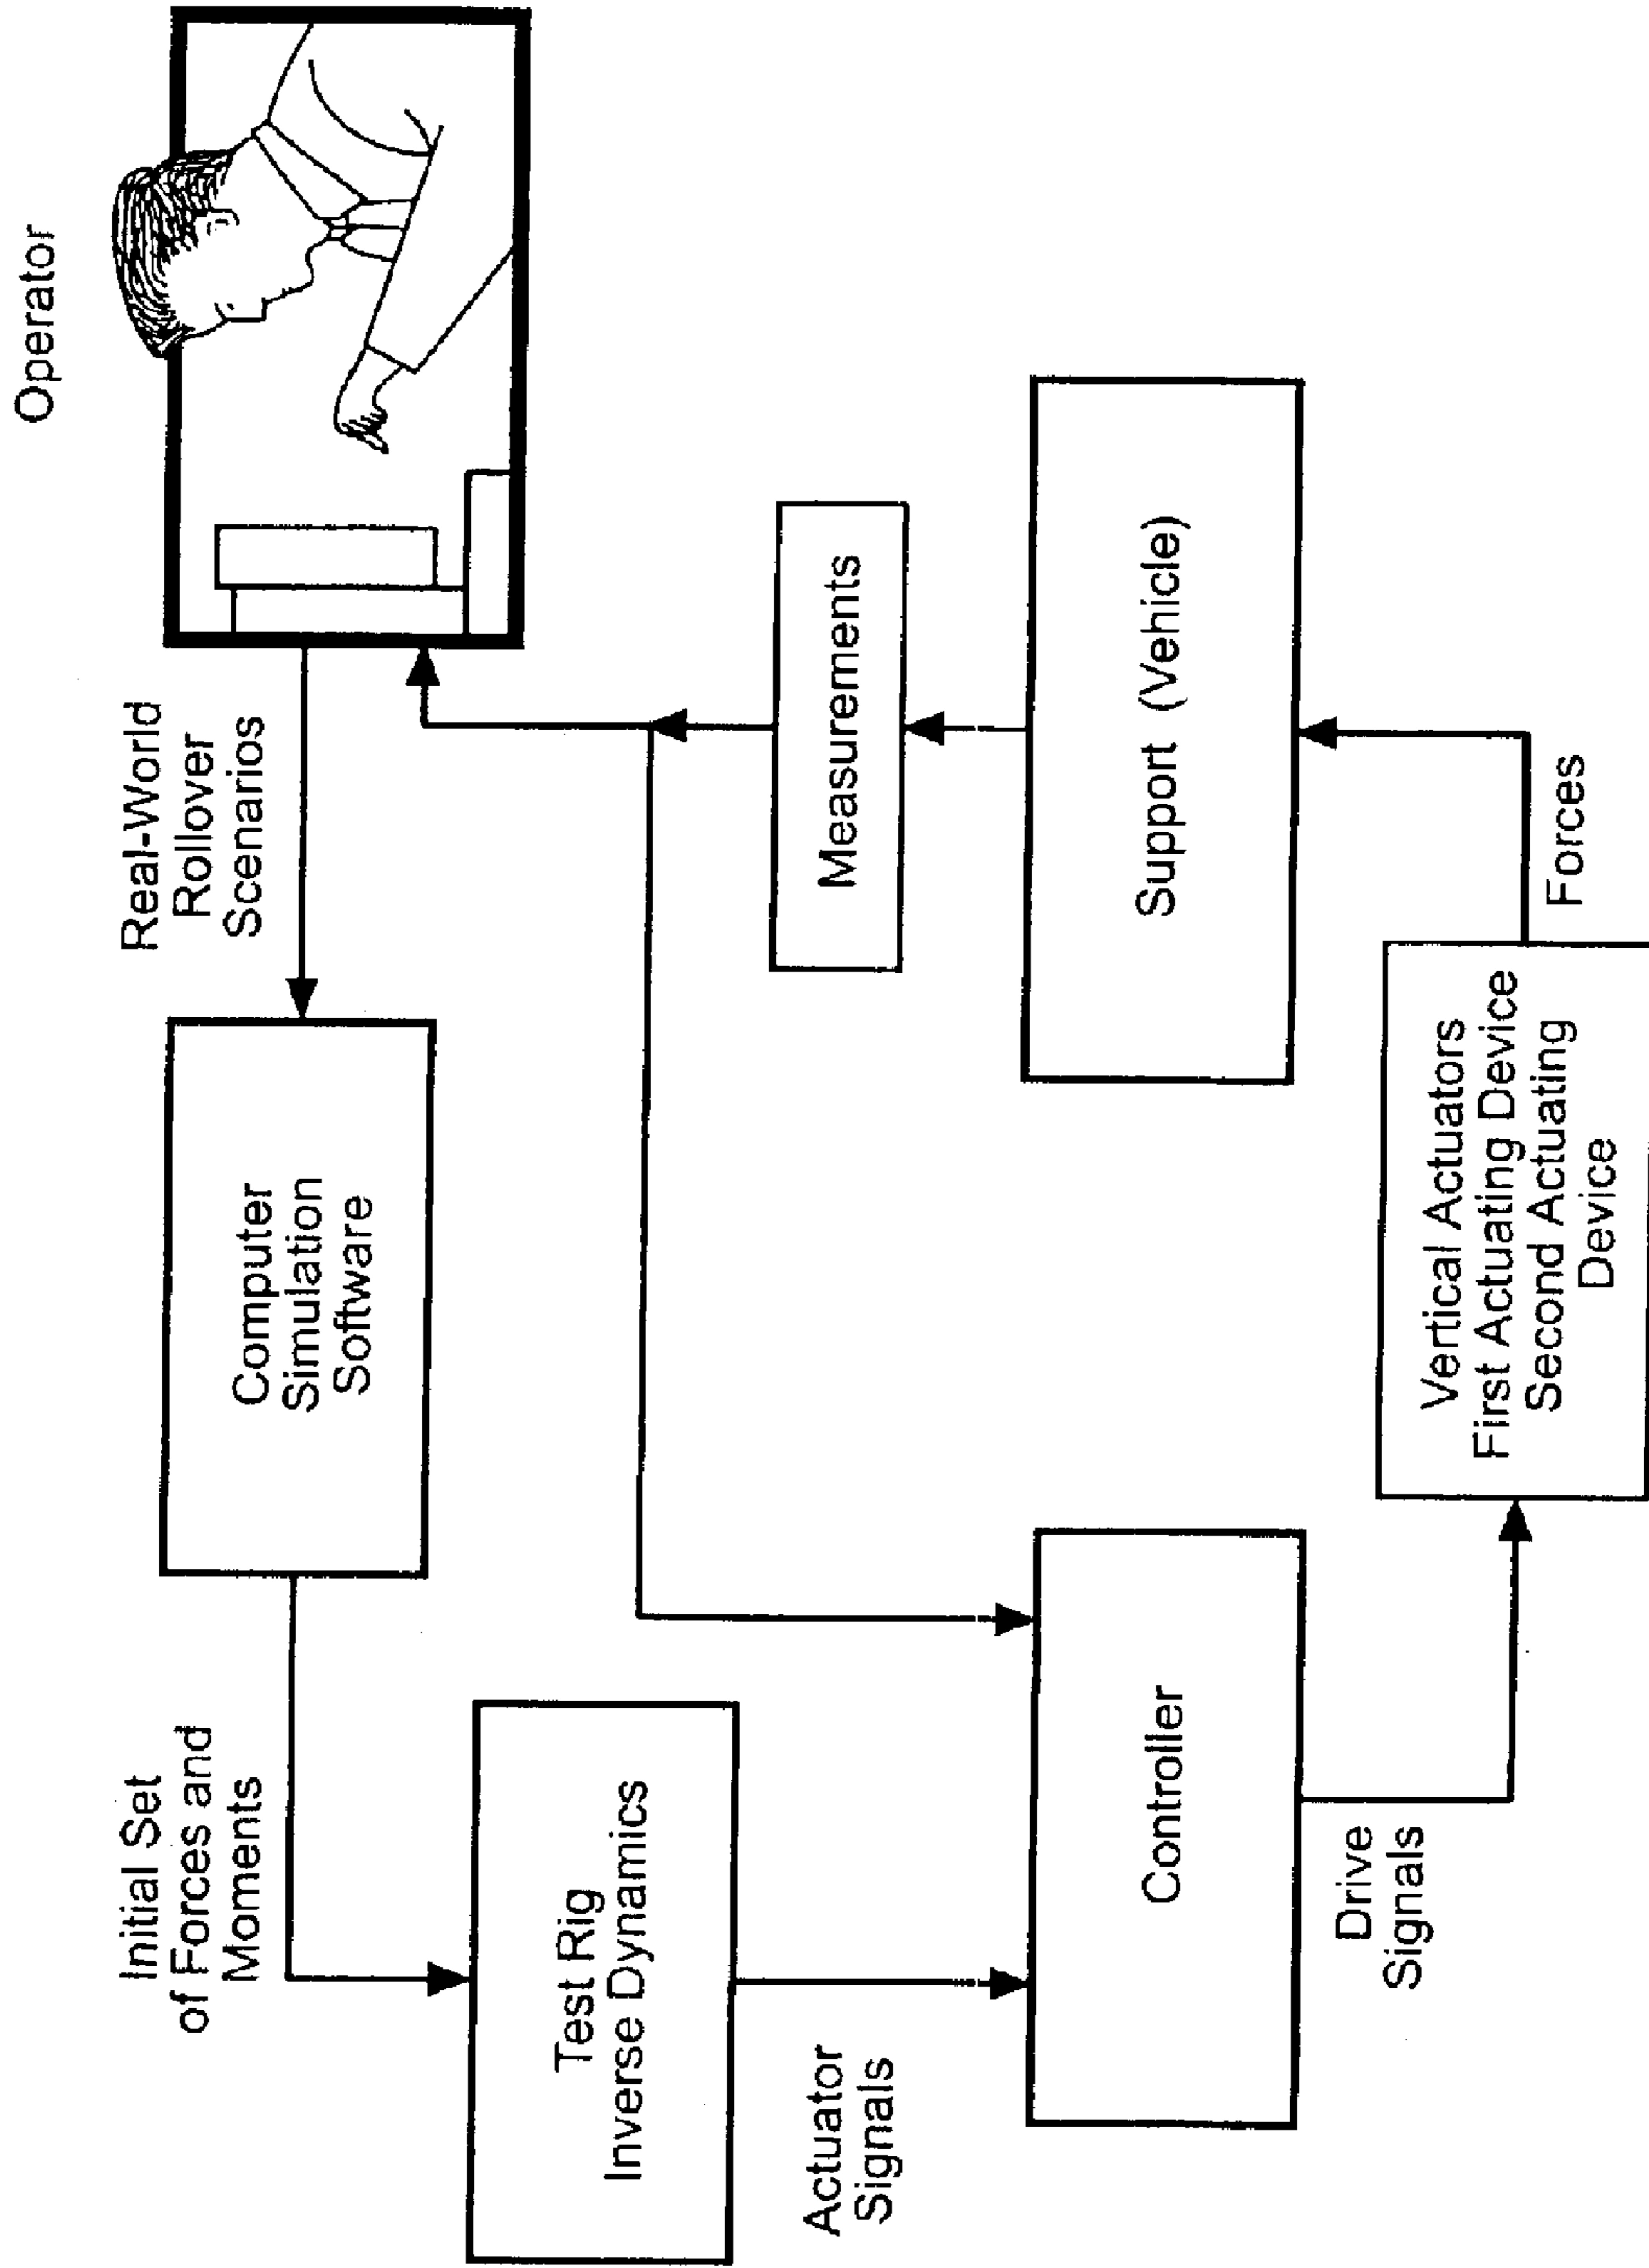 Operator
Real-World
Rollover
Scenarios
Computer
Simulation
Software
Initial Set
of Forces and
Moments
Test Rig
Inverse Dynamics
Actuator
Signals
Controller
Drive
Signals
Vertical Actuators
First Actuating Device
Second Actuating
Device
Forces
Support (Vehicle)
Measurements